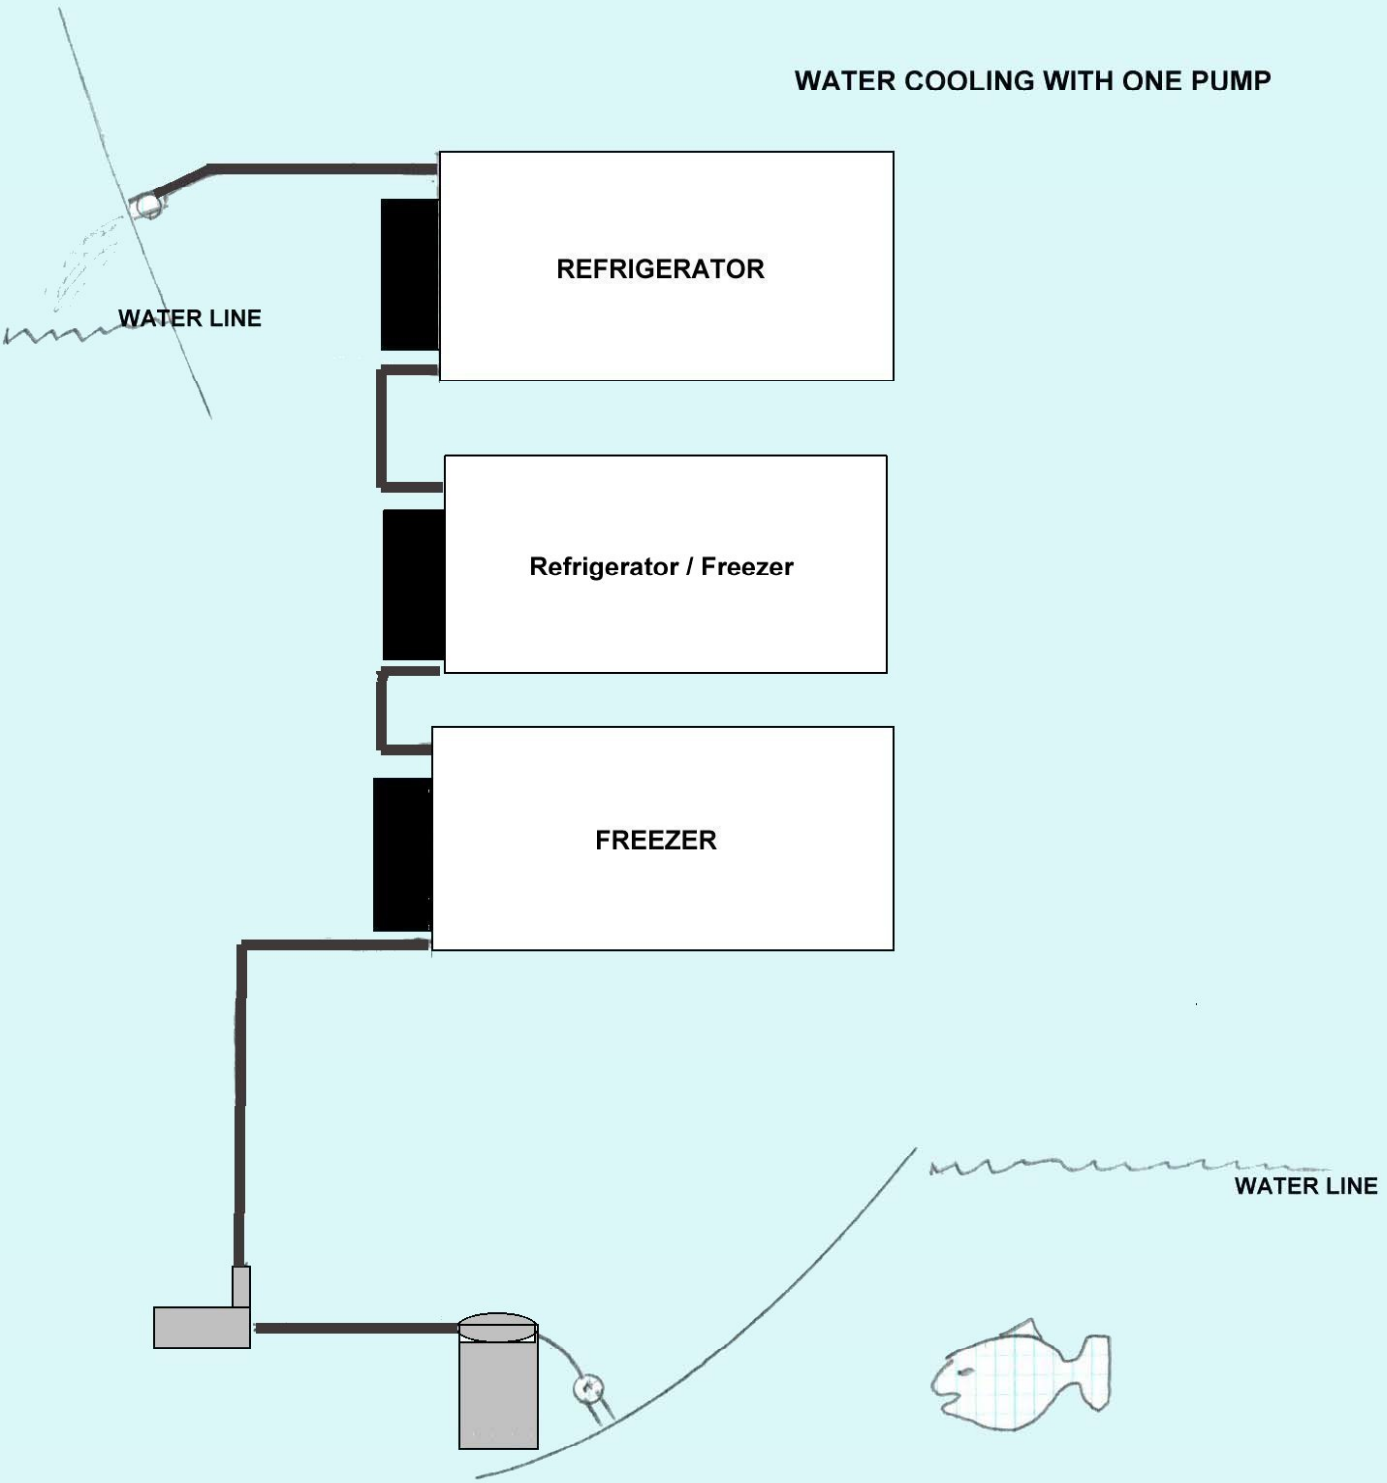 WATER COOLING WITH ONE PUMP
REFRIGERATOR
WATER LINE
Refrigerator / Freezer
FREEZER
WATER LINE